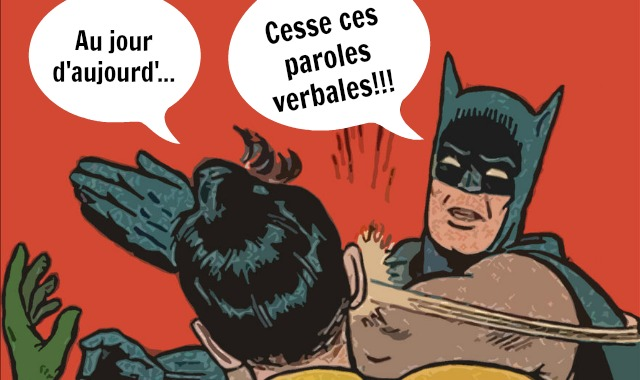 Au jour
d'aujourd'...
Cesse ces
paroles
verbales!!!